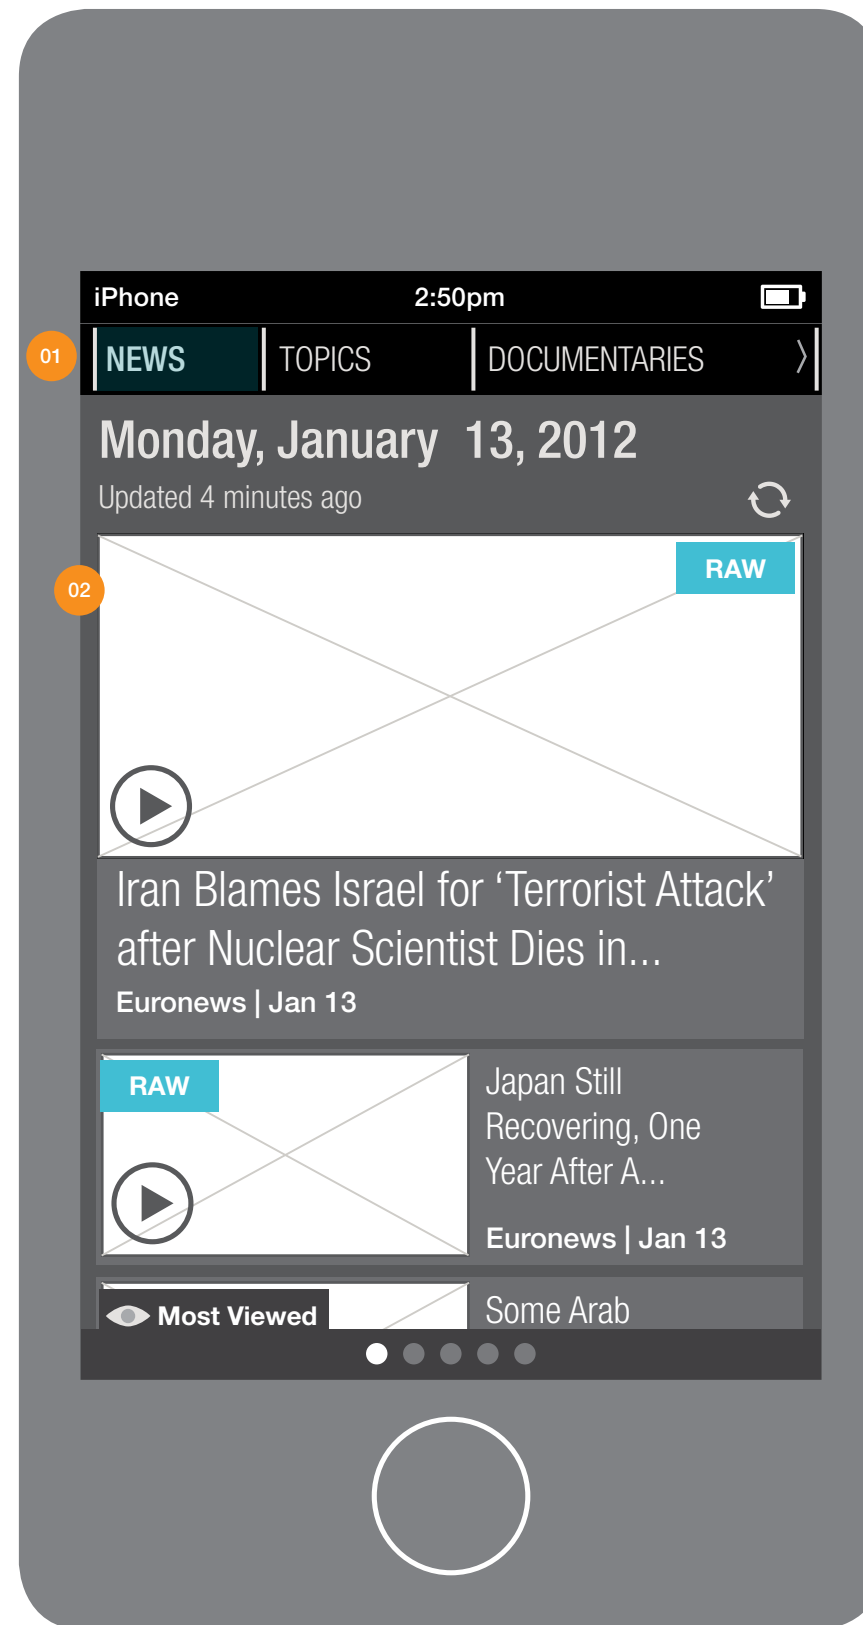 iPhone 2:50pm
01 NEWS TOPICS DOCUMENTARIES
Monday, January 13, 2012
Updated 4 minutes ago
02
RAW
Iran Blames Israel for ‘Terrorist Attack’
after Nuclear Scientist Dies in...
Euronews | Jan 13
RAW
Japan Still
Recovering, One
Year After A...
Euronews | Jan 13
Most Viewed
Some Arab